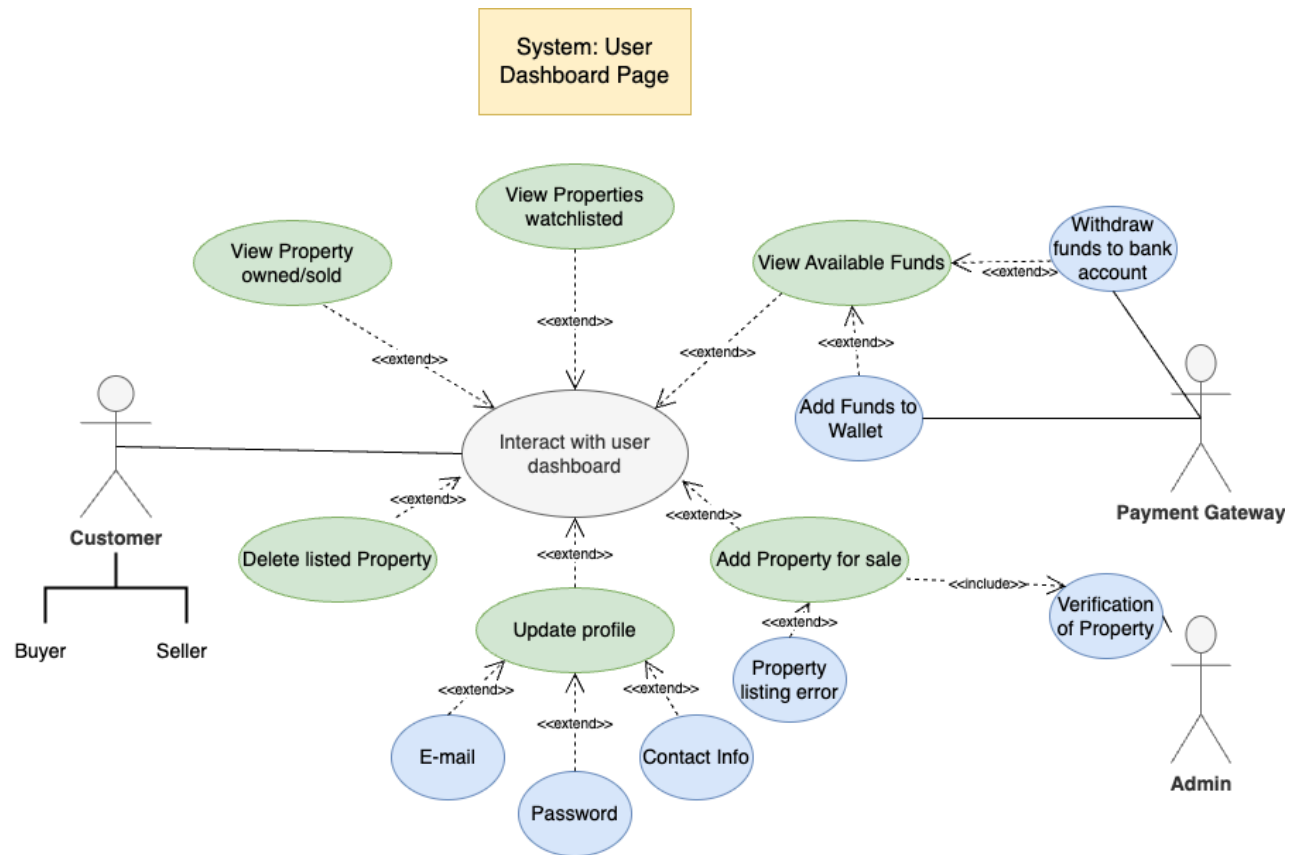 System: User
Dashboard Page
View Properties
watchlisted
View Property
owned/sold
View Available Funds
Withdraw
funds to bank
account
<<extend>>
<<extend>>
<<extend>>
<<extend>>
<<extend>>
Add Funds to
Wallet
Interact with user
dashboard
Customer
Payment Gateway
<<extend>>
<<extend>>
<<extend>>
Delete listed Property
Add Property for sale
<<include>>
Verification
of Property
Buyer
Seller
Update profile
<<extend>>
Property
listing error
<<extend>>
<<extend>>
<<extend>>
E-mail
Contact Info
Password
Admin